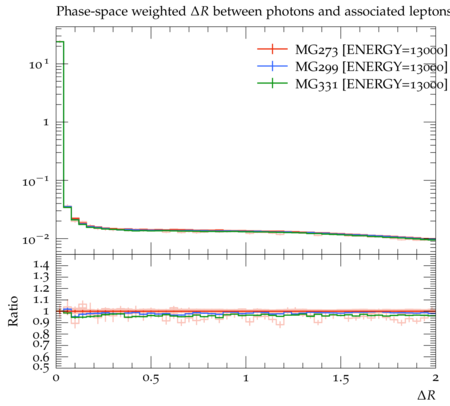 Phase-space weighted ΔR between photons and associated leptons
MG273 [ENERGY=13000]
MG299 [ENERGY=13000]
MG331 [ENERGY=13000]
10^1
1
10^−1
10^−2
1.4
1.3
1.2
1.1
1
0.9
0.8
0.7
0.6
0.5
Ratio
0 0.5 1 1.5 2
ΔR